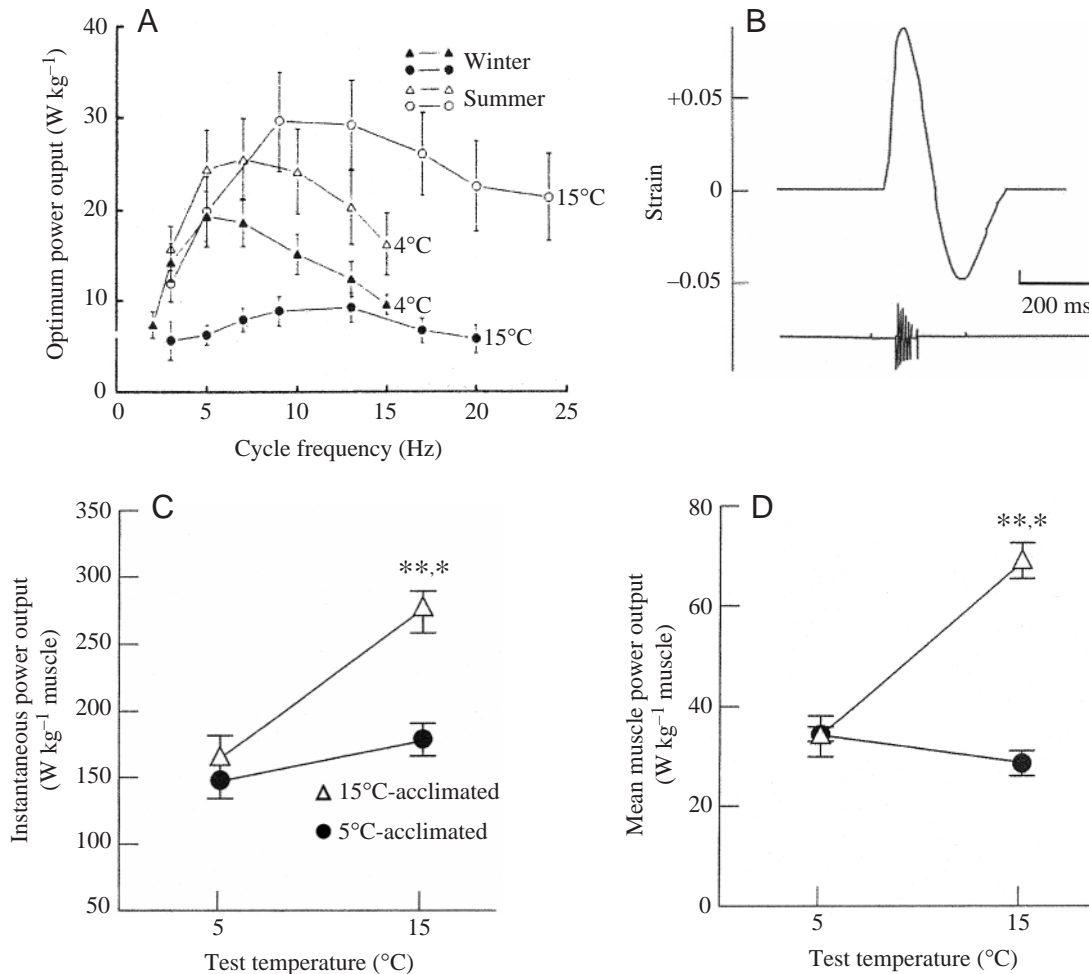 A
Optimum power ouput (W kg–1)
40
30
20
10
0
Winter
Summer
15°C
4°C
4°C
15°C
0 5 10 15 20 25
Cycle frequency (Hz)
B
Strain
+0.05
0
–0.05
200 ms
C
Instantaneous power output
(W kg–1 muscle)
350
300
250
200
150
100
50
**,*
15°C-acclimated
5°C-acclimated
5 15
Test temperature (°C)
D
Mean muscle power output
(W kg–1 muscle)
80
60
40
20
0
**,*
5 15
Test temperature (°C)